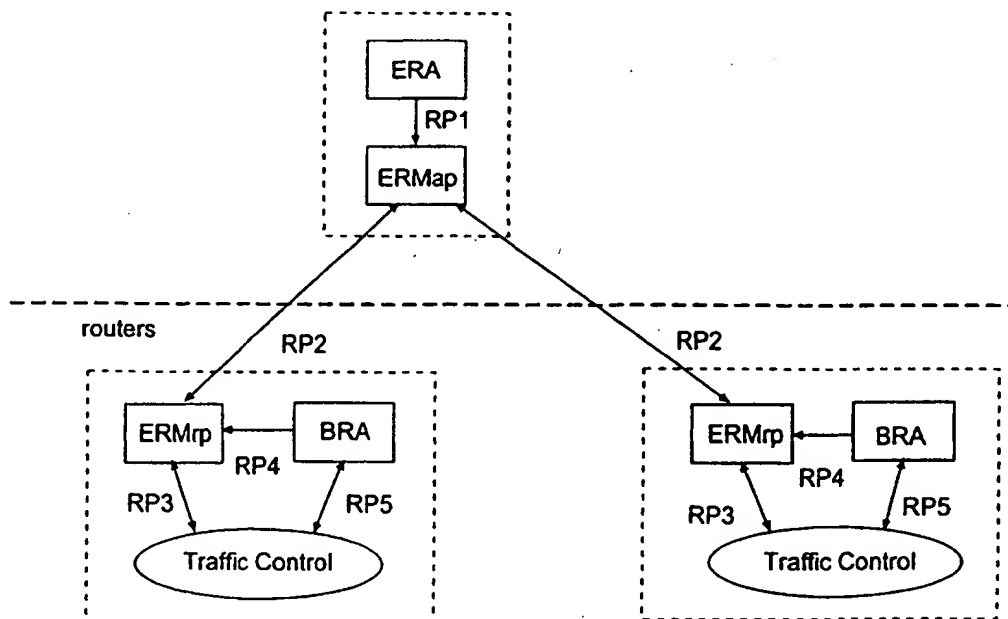 ERA
RP1
ERMap
routers
RP2
RP2
ERMrp
BRA
RP4
RP3
RP5
Traffic Control
ERMrp
BRA
RP4
RP3
RP5
Traffic Control